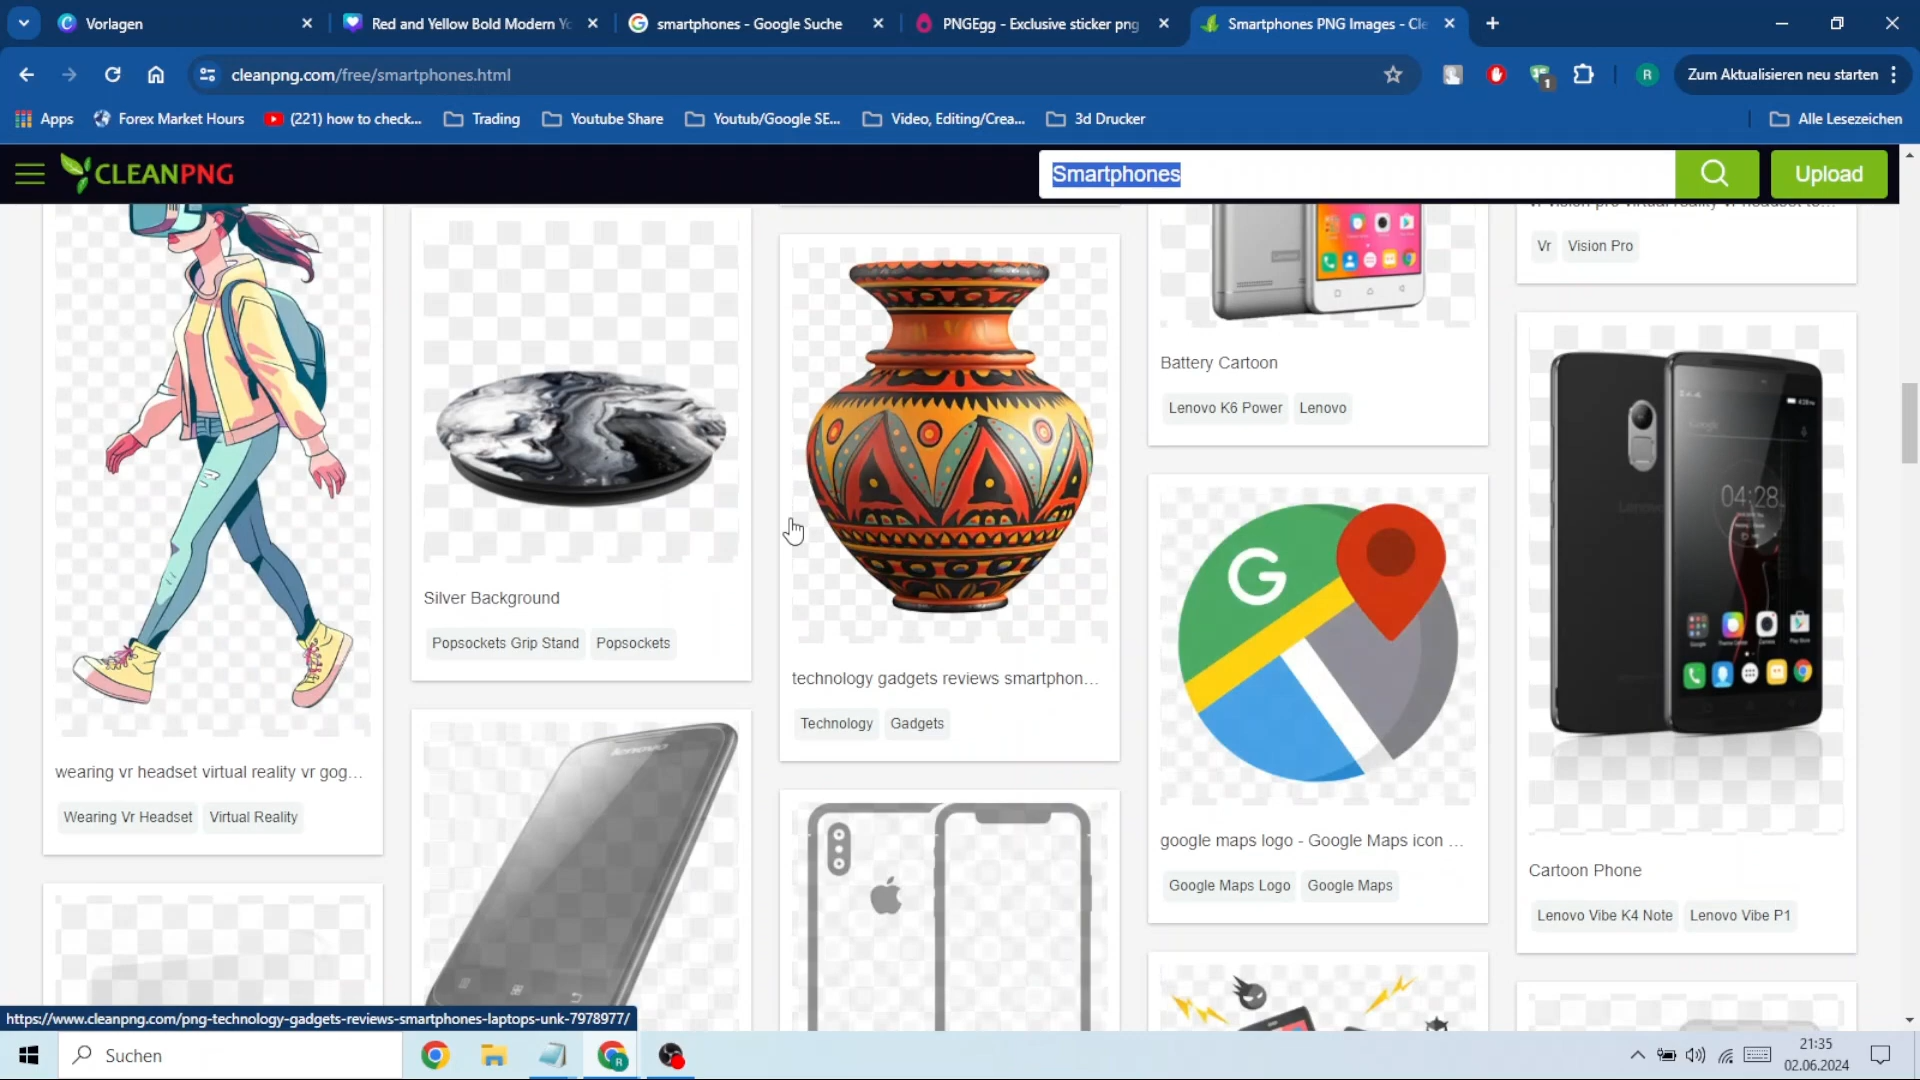 Vorlagen
Red and Yellow Bold Modern Yo
smartphones - Google Suche
PNGEgg - Exclusive sticker png
Smartphones PNG Images - Cle
cleanpng.com/free/smartphones.html
R
Zum Aktualisieren neu starten
1
Apps
Forex Market Hours
(221) how to check...
Trading
Youtube Share
Youtub/Google SE...
Video, Editing/Crea...
3d Drucker
Alle Lesezeichen
CLEANPNG
Smartphones
Upload
Vr
Vision Pro
Battery Cartoon
Lenovo K6 Power
Lenovo
Silver Background
Popsockets Grip Stand
Popsockets
technology gadgets reviews smartphon...
Technology
Gadgets
G
04:28
wearing vr headset virtual reality vr gog...
Wearing Vr Headset
Virtual Reality
lenovo
google maps logo - Google Maps icon ...
Google Maps Logo
Google Maps
Cartoon Phone
Lenovo Vibe K4 Note
Lenovo Vibe P1
https://www.cleanpng.com/png-technology-gadgets-reviews-smartphones-laptops-unk-7978977/
Suchen
21:35
02.06.2024